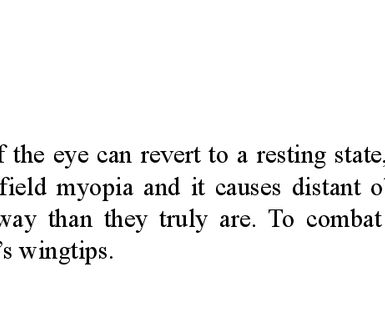 f the eye can revert to a resting state,
field myopia and it causes distant o
way than they truly are. To combat
's wingtips.